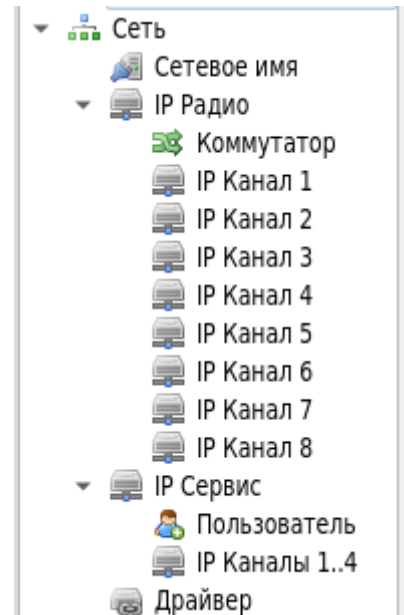 Сеть
Сетевое имя
IP Радио
Коммутатор
IP Канал 1
IP Канал 2
IP Канал 3
IP Канал 4
IP Канал 5
IP Канал 6
IP Канал 7
IP Канал 8
IP Сервис
Пользователь
IP Каналы 1..4
Драйвер